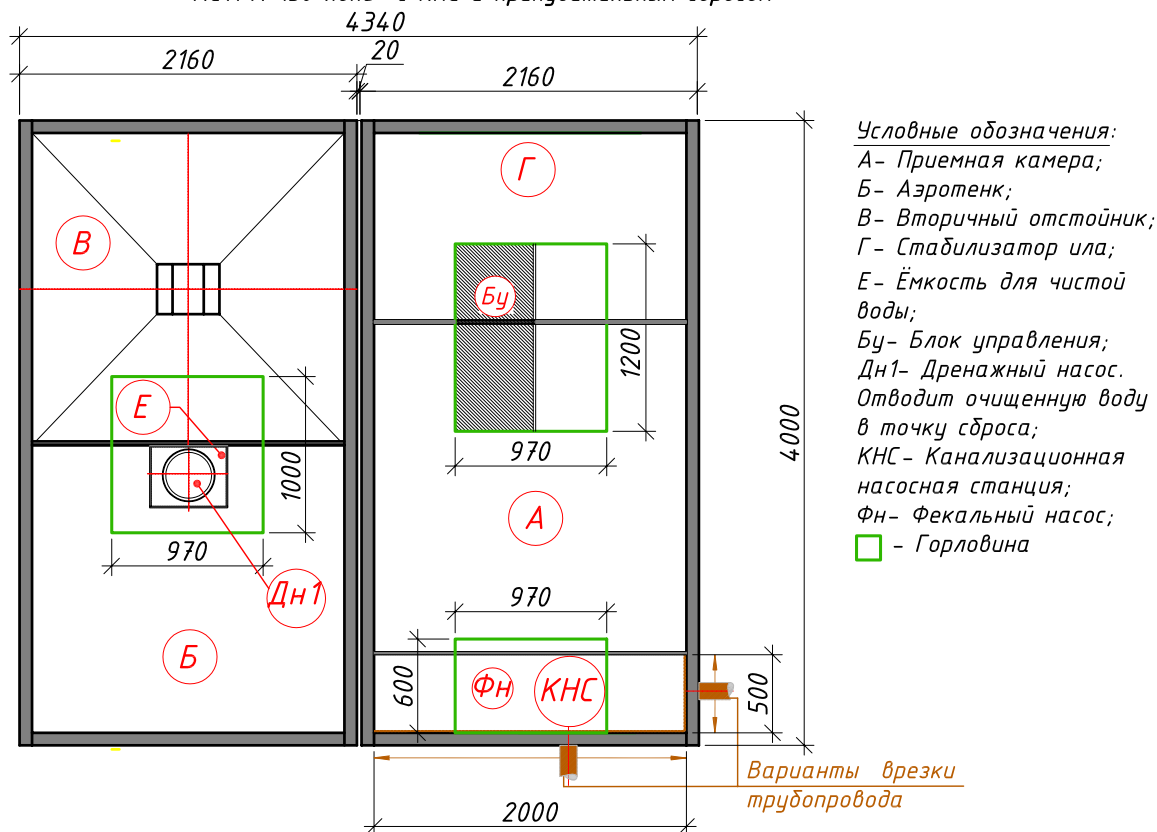 4340
2160
20
2160
Г
В
Бу
1200
Е
970
1000
4000
970
А
Дн1
970
Б
600
Фн
КНС
500
2000
Варианты врезки
трубопровода
Условные обозначения:
А- Приемная камера;
Б- Аэротенк;
В- Вторичный отстойник;
Г- Стабилизатор ила;
Е- Ёмкость для чистой
воды;
Бу- Блок управления;
Дн1- Дренажный насос.
Отводит очищенную воду
в точку сброса;
КНС- Канализационная
насосная станция;
Фн- Фекальный насос;
- Горловина